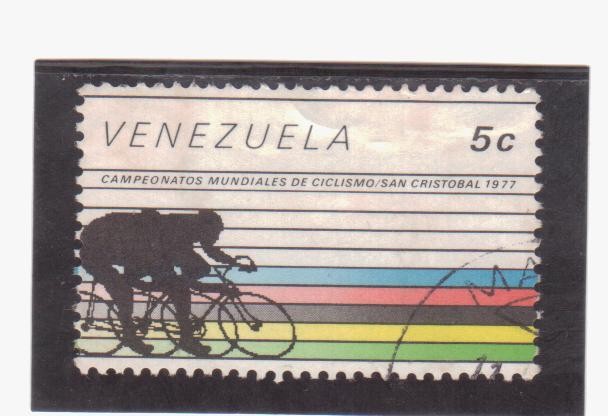 VENEZUELA 5c
CAMPEONATOS MUNDIALES DE CICLISMO/SAN CRISTOBAL 1977